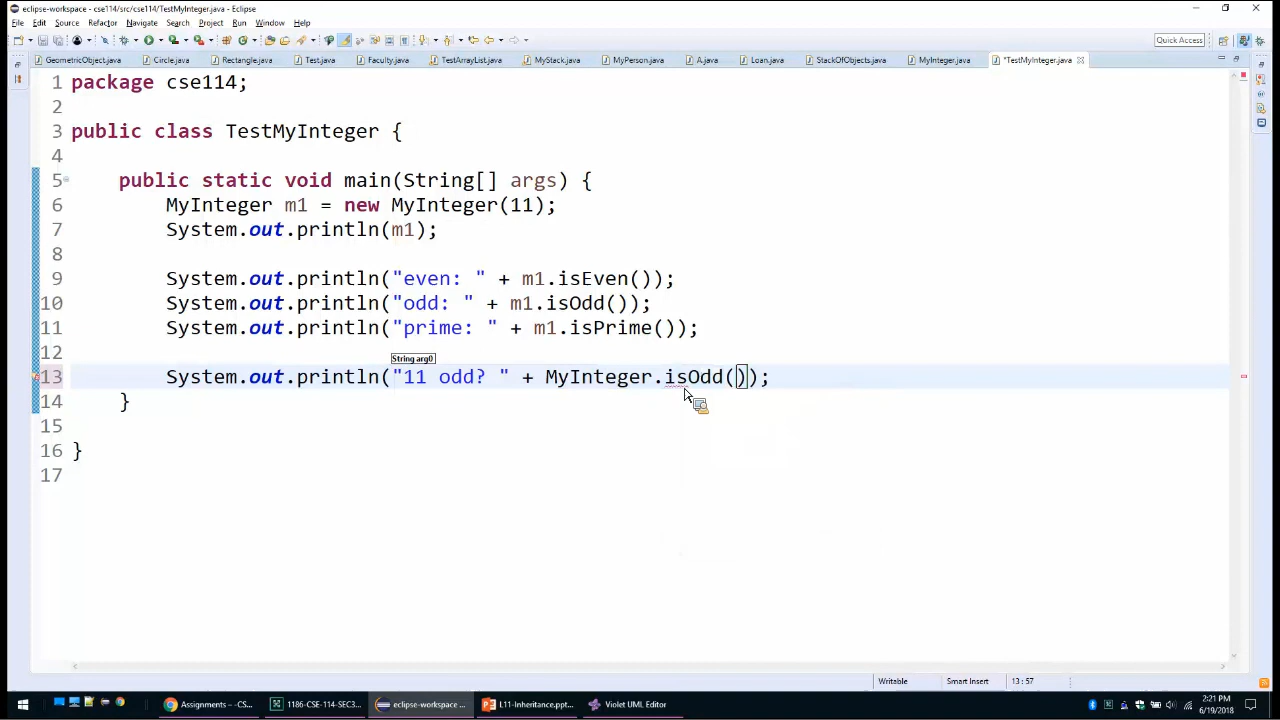 eclipse-workspace - cse114/src/cse114/TestMyInteger.java - Eclipse
File Edit Source Refactor Navigate Search Project Run Window Help
Quick Access
GeometricObject.java Circle.java Rectangle.java Test.java Faculty.java TestArrayList.java MyStack.java MyPerson.java A.java Loan.java StackOfObjects.java MyInteger.java *TestMyInteger.java
1 package cse114;
2
3 public class TestMyInteger {
4
5 public static void main(String[] args) {
6 MyInteger m1 = new MyInteger(11);
7 System.out.println(m1);
8
9 System.out.println("even: " + m1.isEven());
10 System.out.println("odd: " + m1.isOdd());
11 System.out.println("prime: " + m1.isPrime());
12
String arg0
13 System.out.println("11 odd? " + MyInteger.isOdd());
14 }
15
16 }
17
Writable Smart Insert 13 : 57
Assignments – -CS... 1186-CSE-114-SEC3... eclipse-workspace ... L11-Inheritance.ppt... Violet UML Editor
2:21 PM
6/19/2018